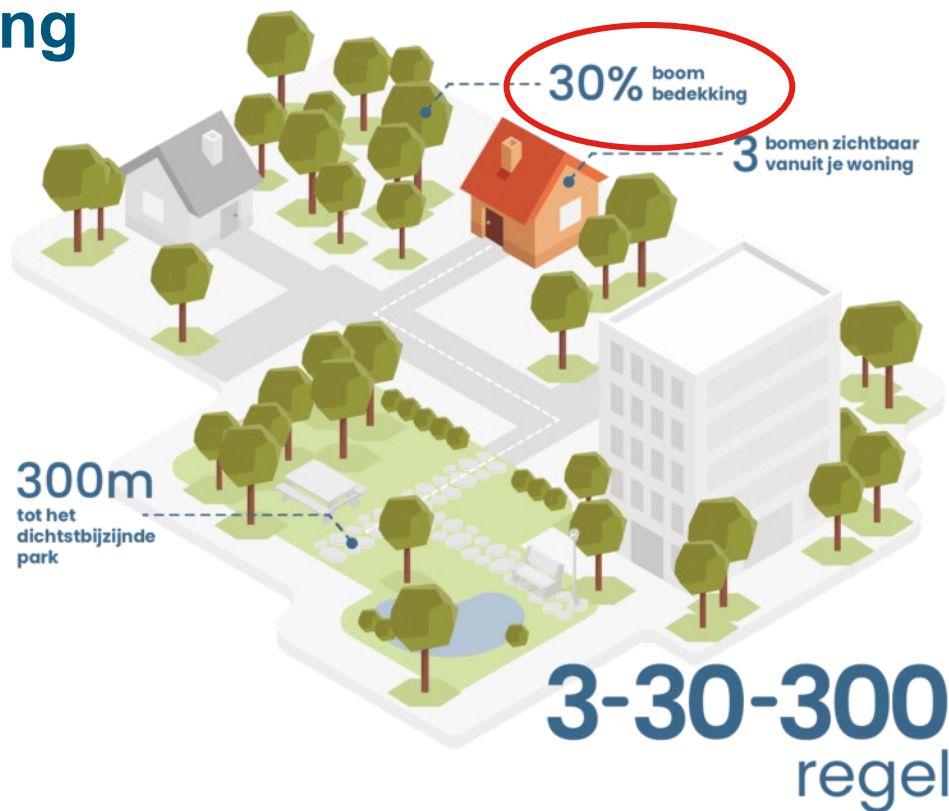 ng
30% boom
bedekking
3 bomen zichtbaar
vanuit je woning
300m
tot het
dichtstbijzijnde
park
3-30-300
regel